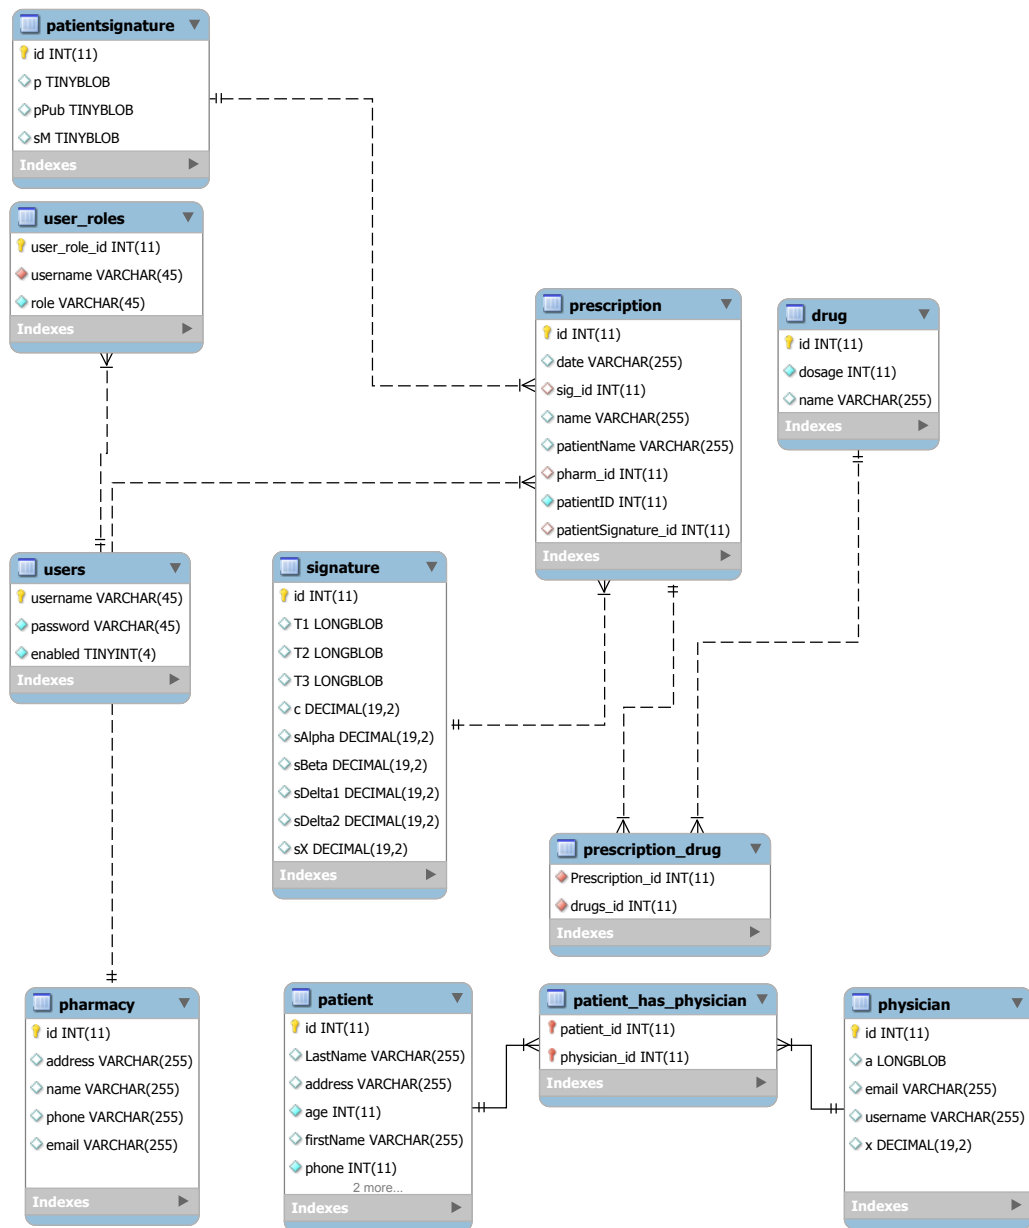 patientsignature
id INT(11)
p TINYBLOB
pPub TINYBLOB
sM TINYBLOB
Indexes
user_roles
user_role_id INT(11)
username VARCHAR(45)
role VARCHAR(45)
Indexes
prescription
id INT(11)
date VARCHAR(255)
sig_id INT(11)
name VARCHAR(255)
patientName VARCHAR(255)
pharm_id INT(11)
patientID INT(11)
patientSignature_id INT(11)
Indexes
drug
id INT(11)
dosage INT(11)
name VARCHAR(255)
Indexes
users
username VARCHAR(45)
password VARCHAR(45)
enabled TINYINT(4)
Indexes
signature
id INT(11)
T1 LONGBLOB
T2 LONGBLOB
T3 LONGBLOB
c DECIMAL(19,2)
sAlpha DECIMAL(19,2)
sBeta DECIMAL(19,2)
sDelta1 DECIMAL(19,2)
sDelta2 DECIMAL(19,2)
sX DECIMAL(19,2)
Indexes
prescription_drug
Prescription_id INT(11)
drugs_id INT(11)
Indexes
pharmacy
id INT(11)
address VARCHAR(255)
name VARCHAR(255)
phone VARCHAR(255)
email VARCHAR(255)
Indexes
patient
id INT(11)
LastName VARCHAR(255)
address VARCHAR(255)
age INT(11)
firstName VARCHAR(255)
phone INT(11)
2 more...
Indexes
patient_has_physician
patient_id INT(11)
physician_id INT(11)
Indexes
physician
id INT(11)
a LONGBLOB
email VARCHAR(255)
username VARCHAR(255)
x DECIMAL(19,2)
Indexes